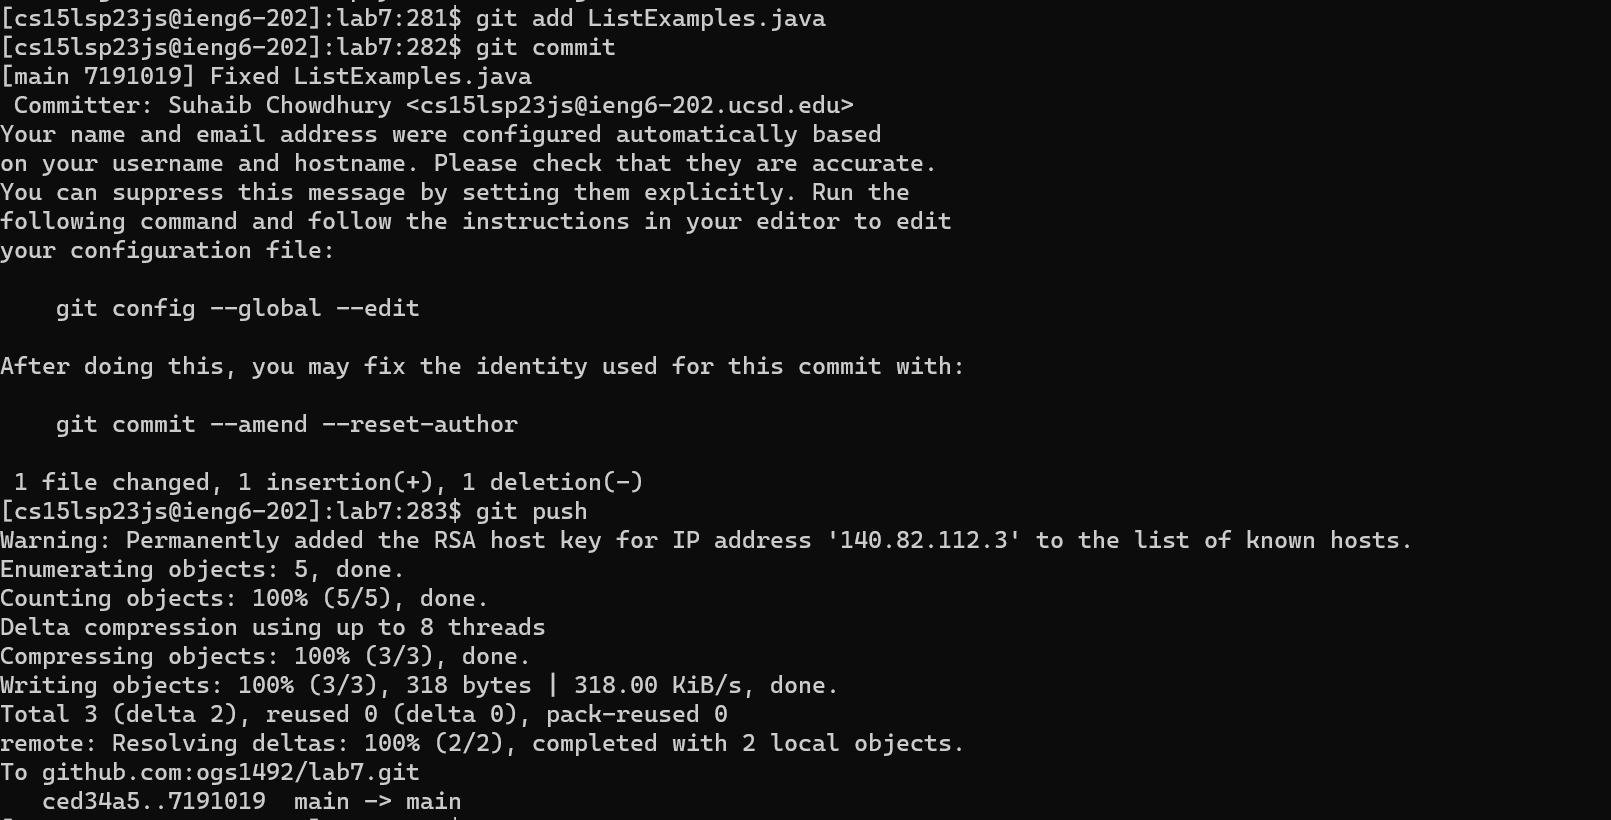 [cs15lsp23js@ieng6-202]:lab7:281$ git add ListExamples.java
[cs15lsp23js@ieng6-202]:lab7:282$ git commit
[main 7191019] Fixed ListExamples.java
 Committer: Suhaib Chowdhury <cs15lsp23js@ieng6-202.ucsd.edu>
Your name and email address were configured automatically based
on your username and hostname. Please check that they are accurate.
You can suppress this message by setting them explicitly. Run the
following command and follow the instructions in your editor to edit
your configuration file:

    git config --global --edit

After doing this, you may fix the identity used for this commit with:

    git commit --amend --reset-author

 1 file changed, 1 insertion(+), 1 deletion(-)
[cs15lsp23js@ieng6-202]:lab7:283$ git push
Warning: Permanently added the RSA host key for IP address '140.82.112.3' to the list of known hosts.
Enumerating objects: 5, done.
Counting objects: 100% (5/5), done.
Delta compression using up to 8 threads
Compressing objects: 100% (3/3), done.
Writing objects: 100% (3/3), 318 bytes | 318.00 KiB/s, done.
Total 3 (delta 2), reused 0 (delta 0), pack-reused 0
remote: Resolving deltas: 100% (2/2), completed with 2 local objects.
To github.com:ogs1492/lab7.git
   ced34a5..7191019  main -> main